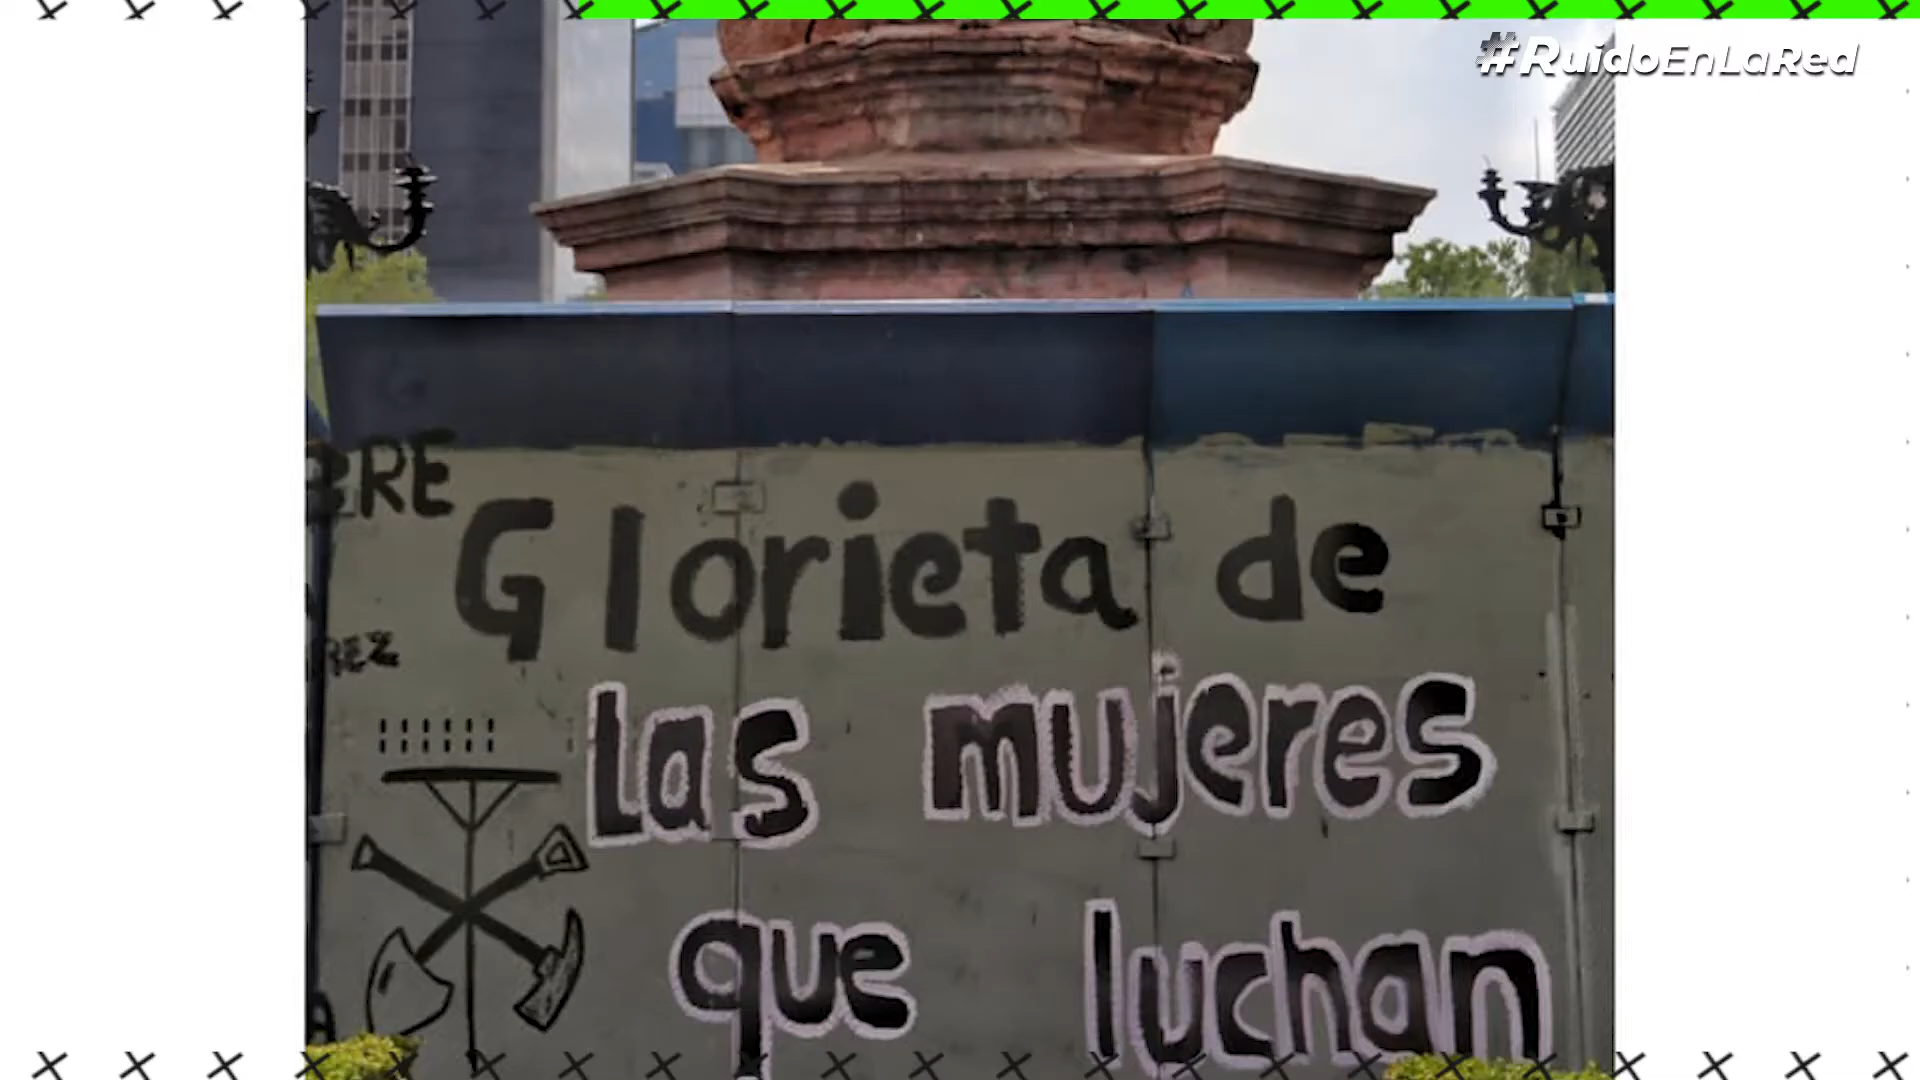 #RuidoEnLaRed
Glorieta de
las mujeres
que luchan